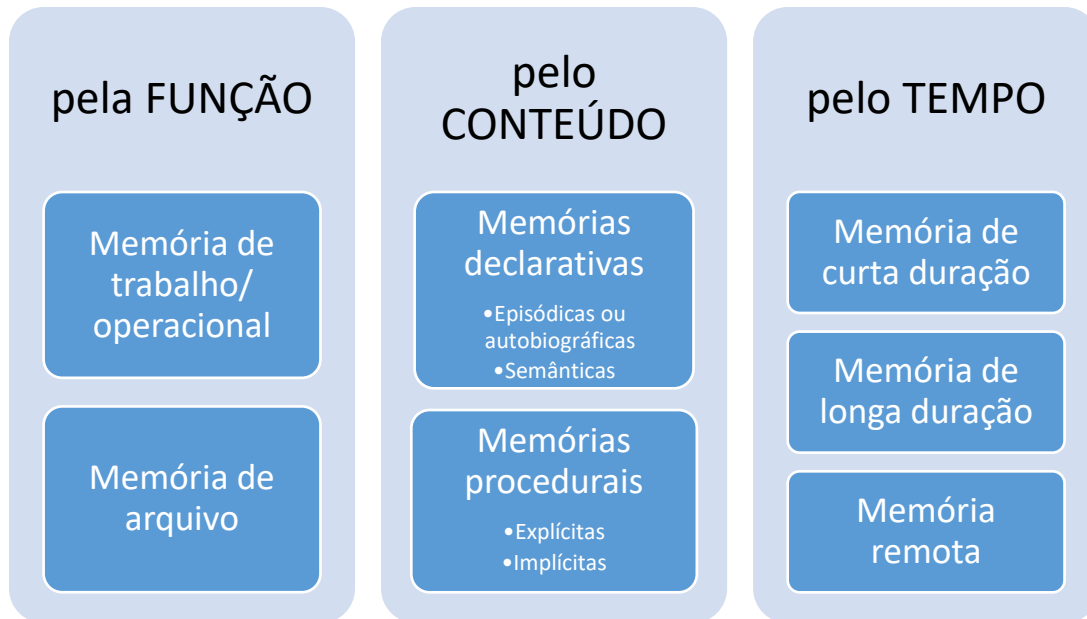 pela FUNÇÃO
Memória de
trabalho/
operacional
Memória de
arquivo
pelo
CONTEÚDO
Memórias
declarativas
•Episódicas ou
autobiográficas
•Semânticas
Memórias
procedurais
•Explícitas
•Implícitas
pelo TEMPO
Memória de
curta duração
Memória de
longa duração
Memória
remota